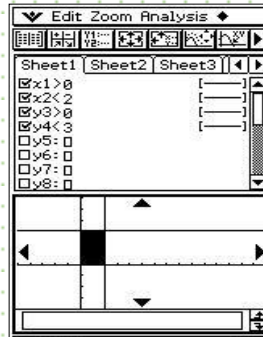 Edit Zoom Analysis
Sheet1 Sheet2 Sheet3
x1>0
x2<2
y3>0
y4<3
y5:
y6:
y7:
y8: